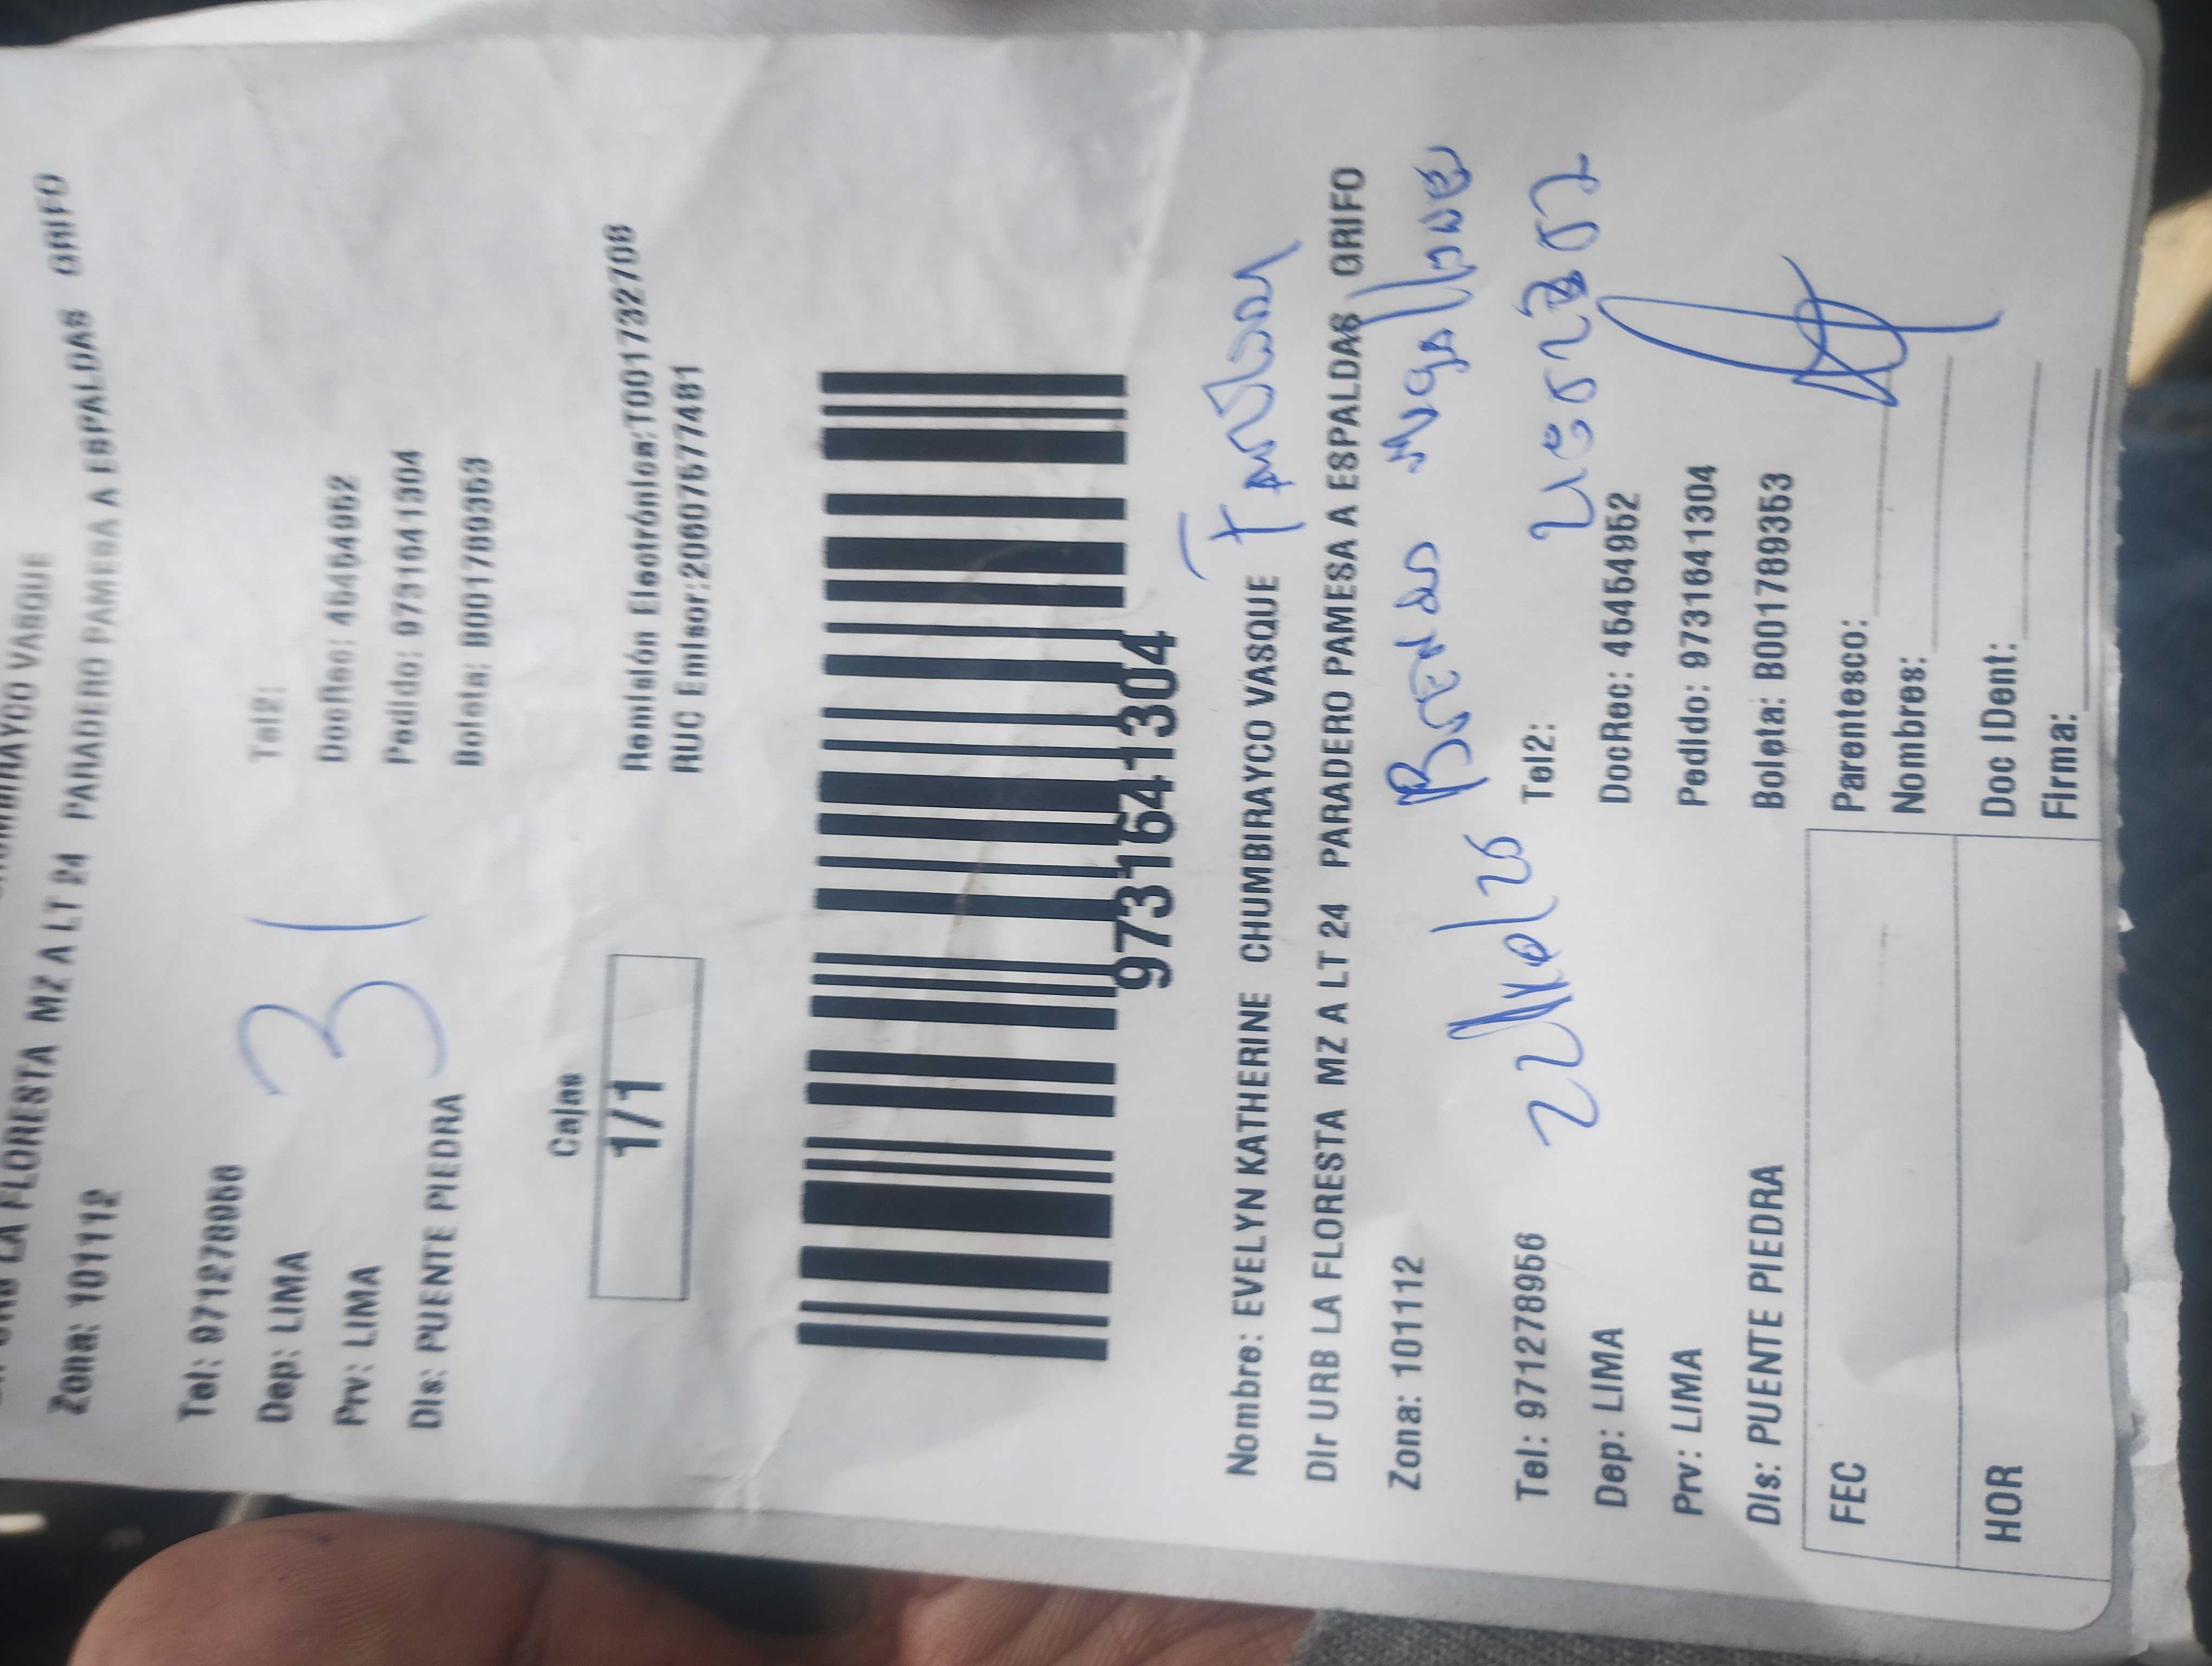 CHUMBIRAYCO VASQUE
URB LA FLORESTA MZ A LT 24 PARADERO PAMESA A ESPALDAS GRIFO
Zona: 101112
Tel: 971278956 Tel2:
Dep: LIMA DocRec: 45454952
Prv: LIMA Pedido: 9731641304
Dis: PUENTE PIEDRA Boleta: B001789353
31
Cajas
1/1
Remisión Electrónica:T001732708
RUC Emisor:20607577481
9731641304
Nombre: EVELYN KATHERINE CHUMBIRAYCO VASQUE
Dir URB LA FLORESTA MZ A LT 24 PARADERO PAMESA A ESPALDAS GRIFO
Zona: 101112
Tel: 971278956 Tel2:
Dep: LIMA DocRec: 45454952
Prv: LIMA Pedido: 9731641304
Dis: PUENTE PIEDRA Boleta: B001789353
FEC
HOR
Parentesco:
Nombres:
Doc IDent:
Firma: